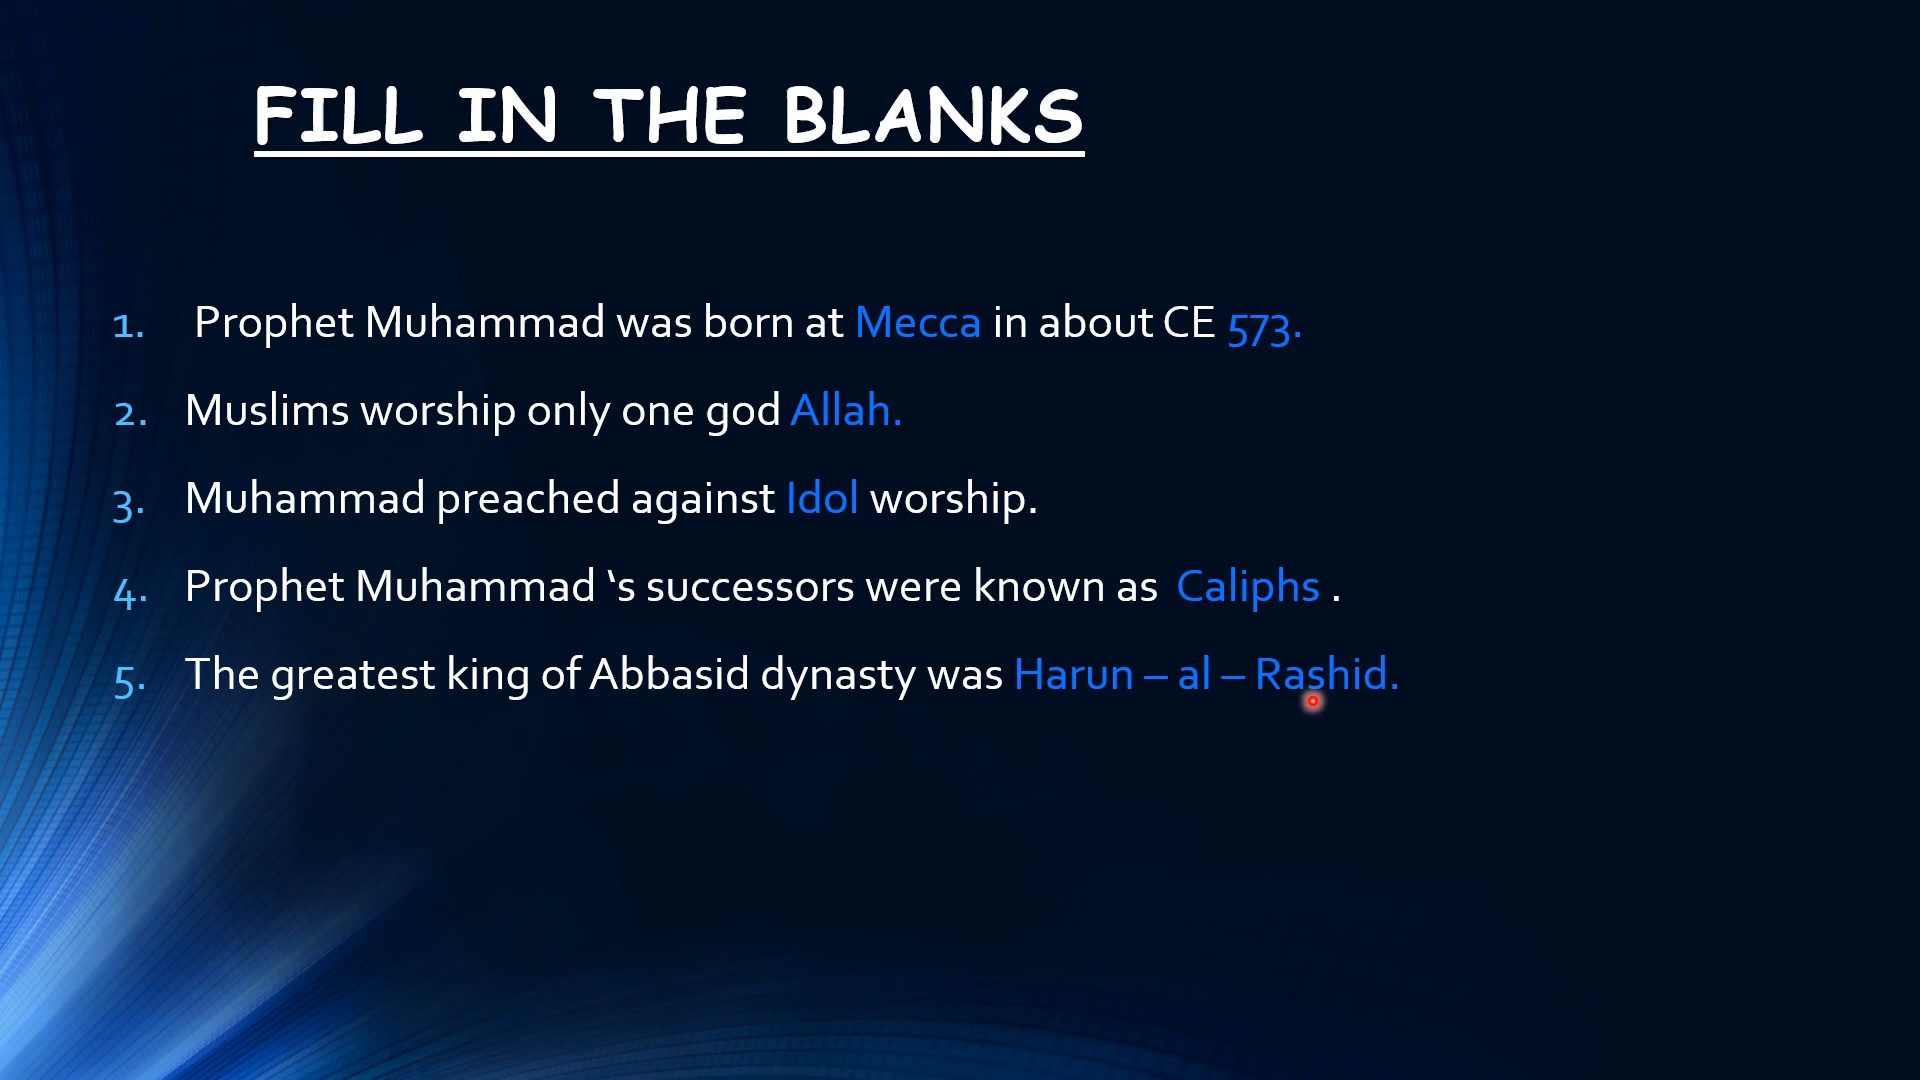 FILL IN THE BLANKS
1. Prophet Muhammad was born at Mecca in about CE 573.
2. Muslims worship only one god Allah.
3. Muhammad preached against Idol worship.
4. Prophet Muhammad ‘s successors were known as Caliphs .
5. The greatest king of Abbasid dynasty was Harun – al – Rashid.